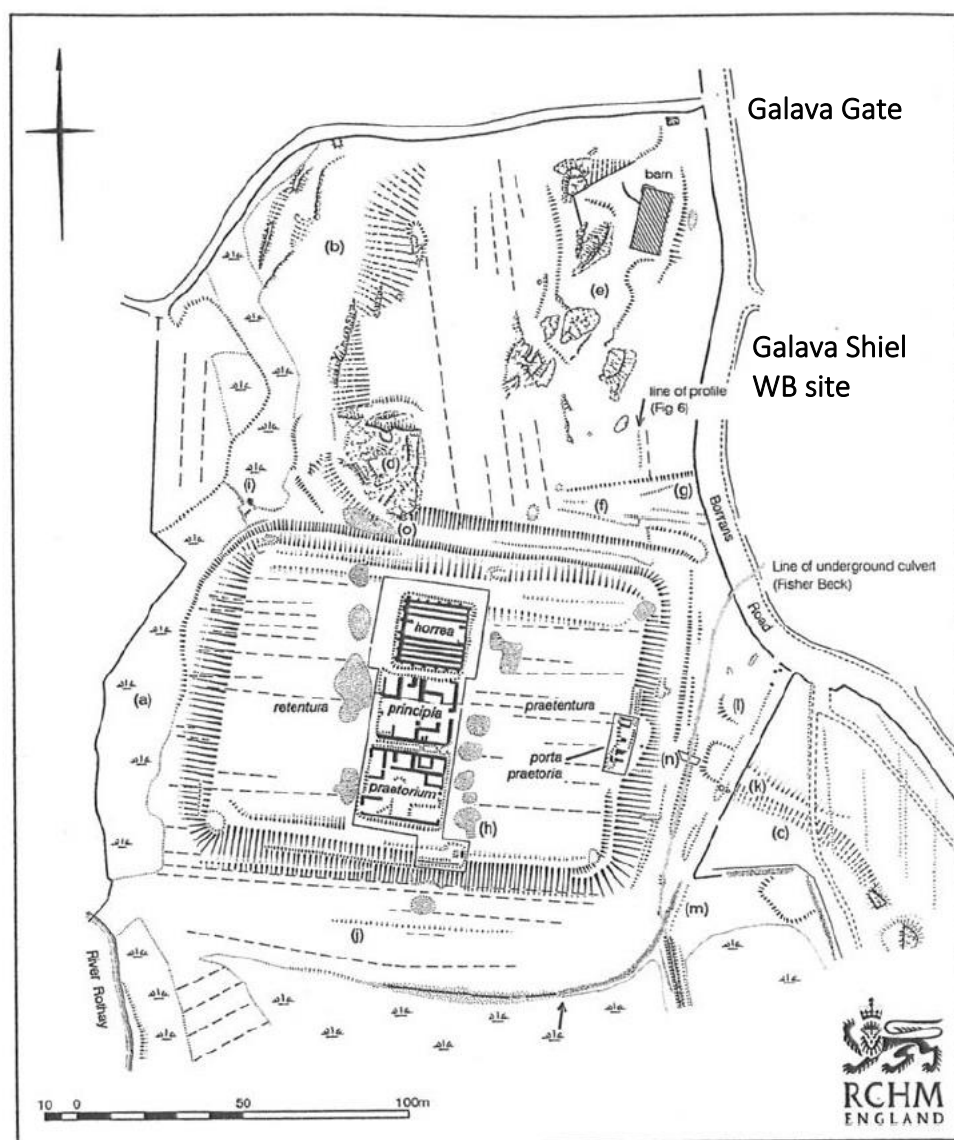 Galava Gate
barn
(b)
(e)
Galava Shiel
WB site
line of profile
(Fig 6)
(d)
(i)
(g)
(f)
(o)
Borrans
Road
Line of underground culvert
(Fisher Beck)
horrea
(a)
retentura
principia
praetentura
(l)
porta
praetoria
(n)
praetorium
(k)
(h)
(c)
(m)
(j)
River Rothay
10 0 50 100m
RCHM
ENGLAND